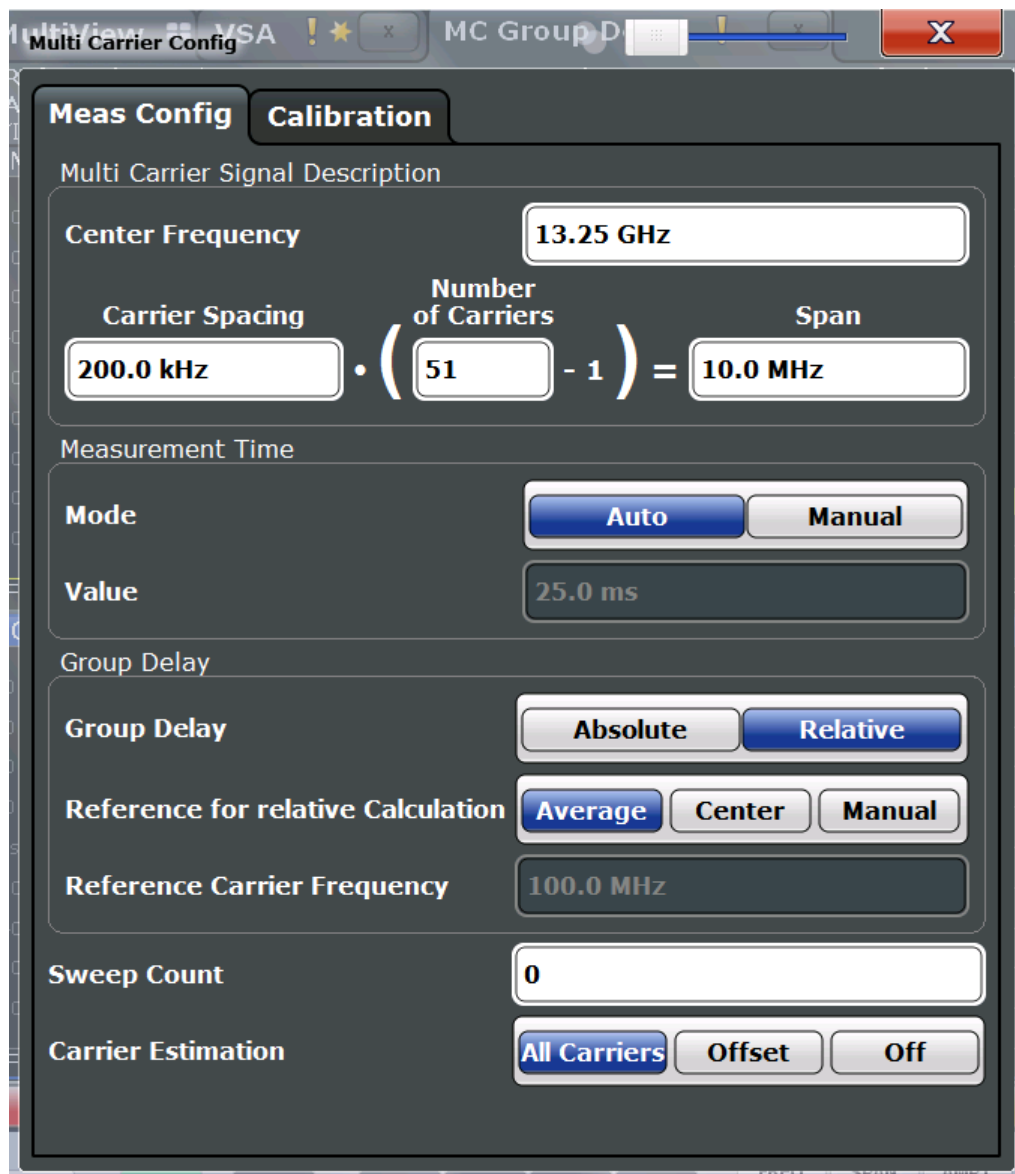 MultiView VSA ! x MC Group D ! x
Multi Carrier Config
X
Meas Config Calibration
Multi Carrier Signal Description
Center Frequency 13.25 GHz
Number
Carrier Spacing of Carriers Span
200.0 kHz • ( 51 - 1 ) = 10.0 MHz
Measurement Time
Mode Auto Manual
Value 25.0 ms
Group Delay
Group Delay Absolute Relative
Reference for relative Calculation Average Center Manual
Reference Carrier Frequency 100.0 MHz
Sweep Count 0
Carrier Estimation All Carriers Offset Off